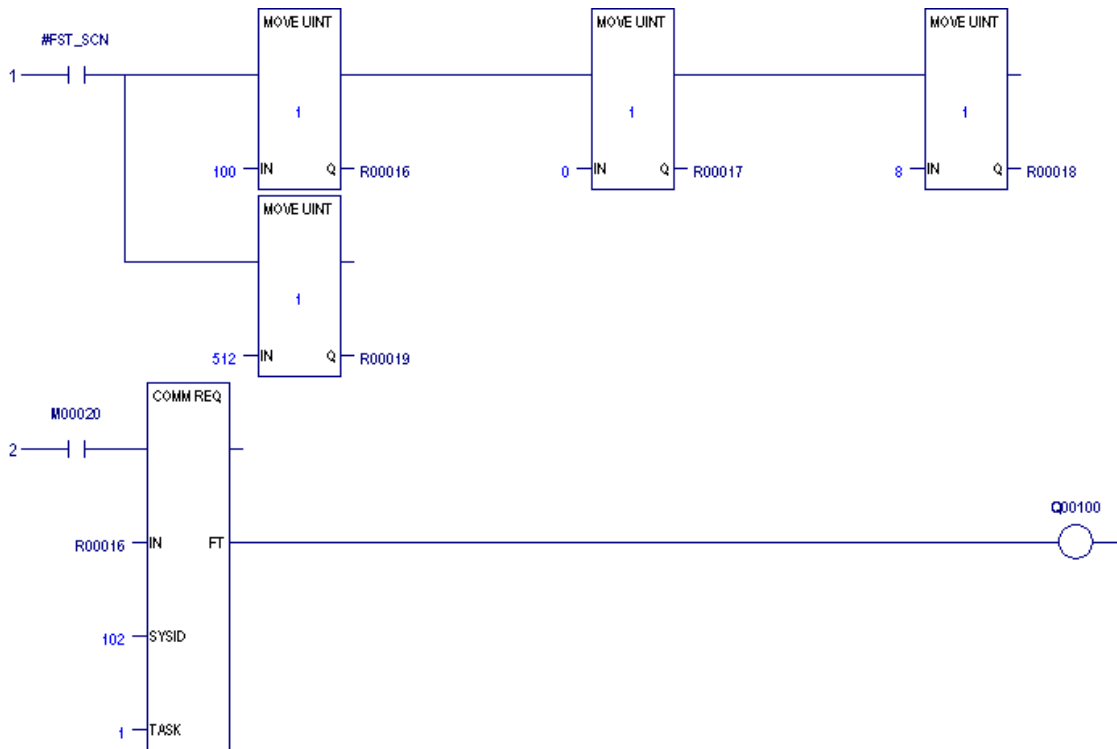 #FST_SCN
1
MOVE UINT
1
100 IN Q R00016
MOVE UINT
1
0 IN Q R00017
MOVE UINT
1
8 IN Q R00018
MOVE UINT
1
512 IN Q R00019
M00020
2
COMM REQ
R00016 IN FT
Q00100
102 SYSID
1 TASK